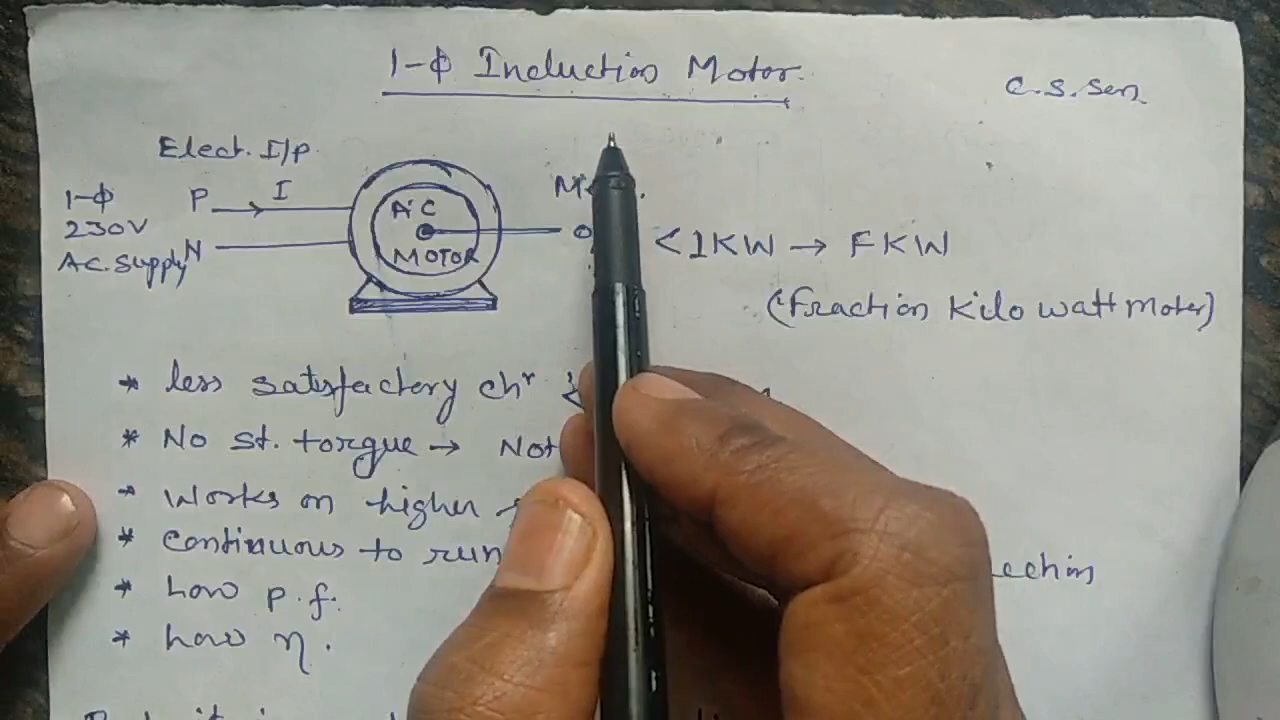 1-Φ Induction Motor.
C.S.Sen.
Elect. I/p.
1-Φ
230V
A.C. Supply
P
I
N
A.C
MOTOR
<1KW → FKW
(Fraction Kilo watt Motor)
* less satisfactory chʳ
* No st. torque → Not
* Works on higher
* Continuous to run
* Low p.f.
* Low η.